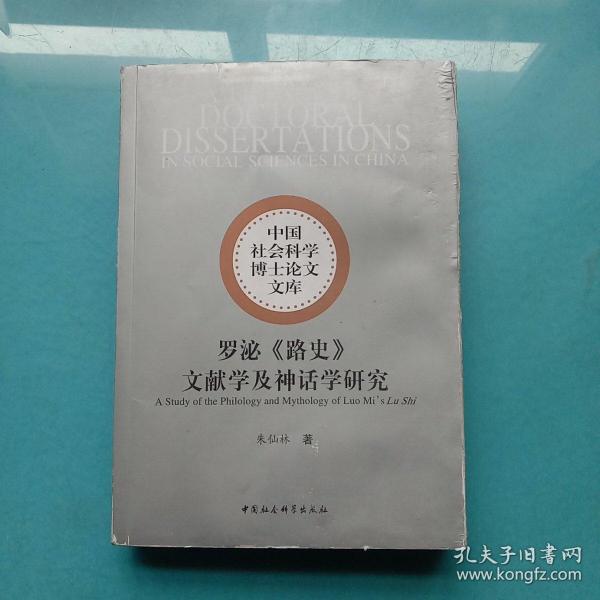 DOCTORAL
DISSERTATIONS
IN SOCIAL SCIENCES IN CHINA
中国
社会科学
博士论文
文库
罗泌《路史》
文献学及神话学研究
A Study of the Philology and Mythology of Luo Mi's Lu Shi
朱仙林 著
中国社会科学出版社
孔夫子旧书网
www.kongfz.com